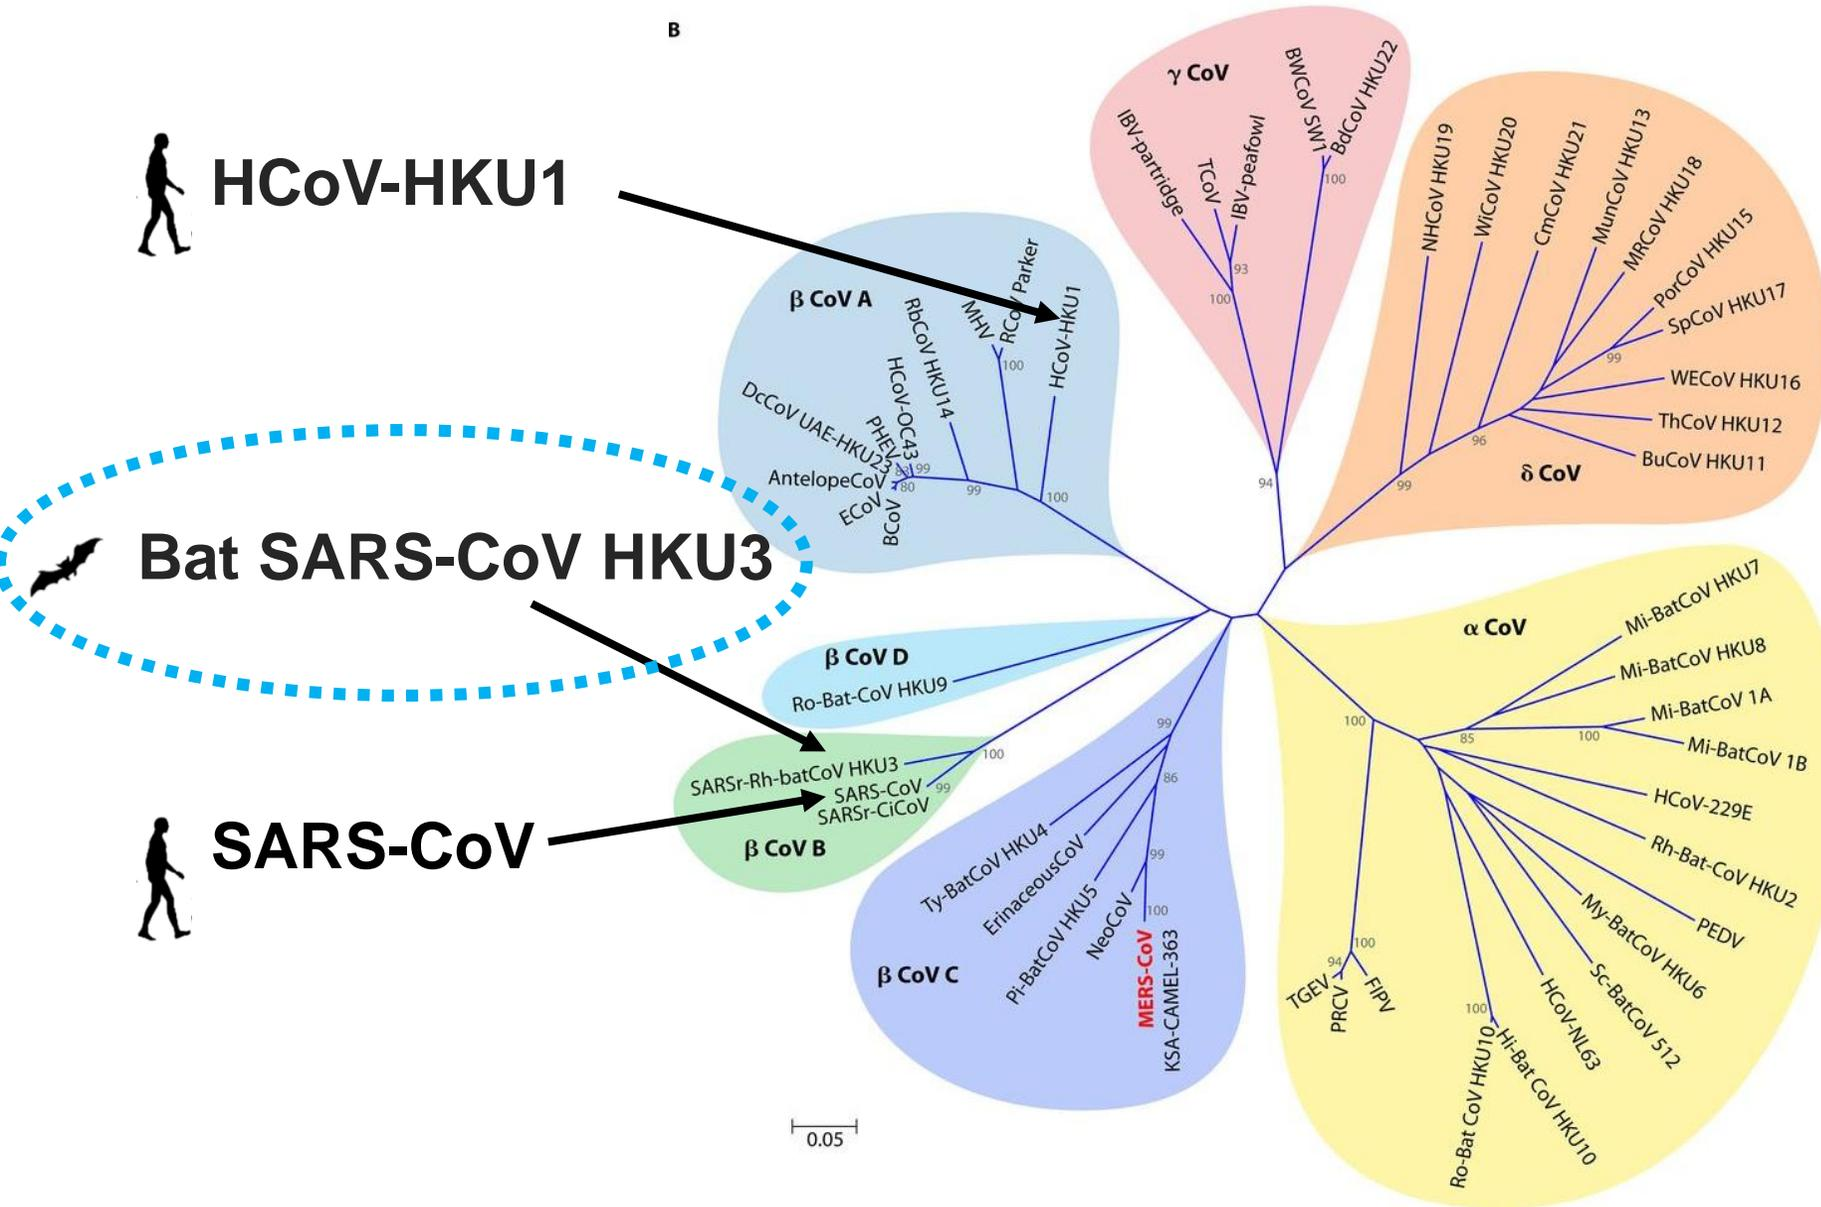 B
HCoV-HKU1
Bat SARS-CoV HKU3
SARS-CoV
γ CoV
IBV-partridge
TCoV
IBV-peafowl
BWCoV SW1
BdCoV HKU22
93
100
100
94
δ CoV
NHCoV HKU19
WiCoV HKU20
CmCoV HKU21
MunCoV HKU13
MRCoV HKU18
PorCoV HKU15
SpCoV HKU17
WECoV HKU16
ThCoV HKU12
BuCoV HKU11
99
96
99
β CoV A
DcCoV UAE-HKU23
PHEV
HCoV-OC43
RbCoV HKU14
MHV
RCoV Parker
HCoV-HKU1
AntelopeCoV
ECoV
BCoV
83
99
80
99
100
100
β CoV D
Ro-Bat-CoV HKU9
SARSr-Rh-batCoV HKU3
SARS-CoV
SARSr-CiCoV
β CoV B
100
99
β CoV C
Ty-BatCoV HKU4
ErinaceousCoV
Pi-BatCoV HKU5
NeoCoV
MERS-CoV
KSA-CAMEL-363
99
86
99
100
α CoV
Mi-BatCoV HKU7
Mi-BatCoV HKU8
Mi-BatCoV 1A
Mi-BatCoV 1B
HCoV-229E
Rh-Bat-CoV HKU2
PEDV
My-BatCoV HKU6
Sc-BatCoV 512
HCoV-NL63
Hi-Bat CoV HKU10
Ro-Bat CoV HKU10
FIPV
PRCV
TGEV
100
85
100
100
94
100
0.05